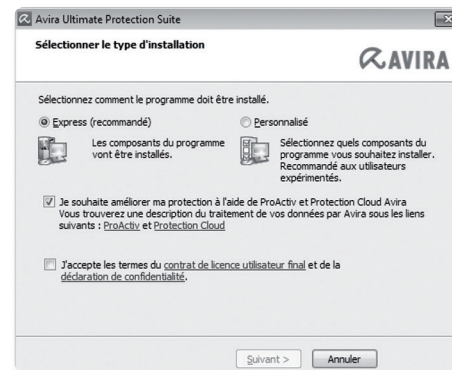 Avira Ultimate Protection Suite
Sélectionner le type d'installation
AVIRA
Sélectionnez comment le programme doit être installé.
Express (recommandé)
Personnalisé
Les composants du programme
vont être installés.
Sélectionnez quels composants du
programme vous souhaitez installer.
Recommandé aux utilisateurs
expérimentés.
Je souhaite améliorer ma protection à l'aide de ProActiv et Protection Cloud Avira
Vous trouverez une description du traitement de vos données par Avira sous les liens
suivants : ProActiv et Protection Cloud
J'accepte les termes du contrat de licence utilisateur final et de la
déclaration de confidentialité.
Suivant >
Annuler